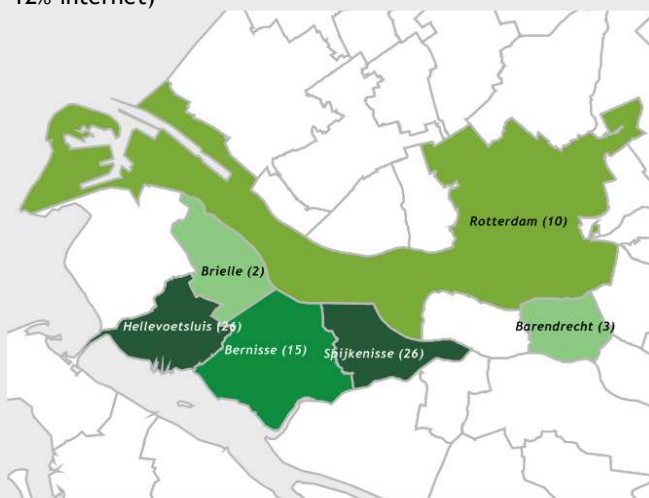 12% internet)
Rotterdam (10)
Brielle (2)
Hellevoetsluis (26)
Barendrecht (3)
Bernisse (15)
Spijkenisse (26)